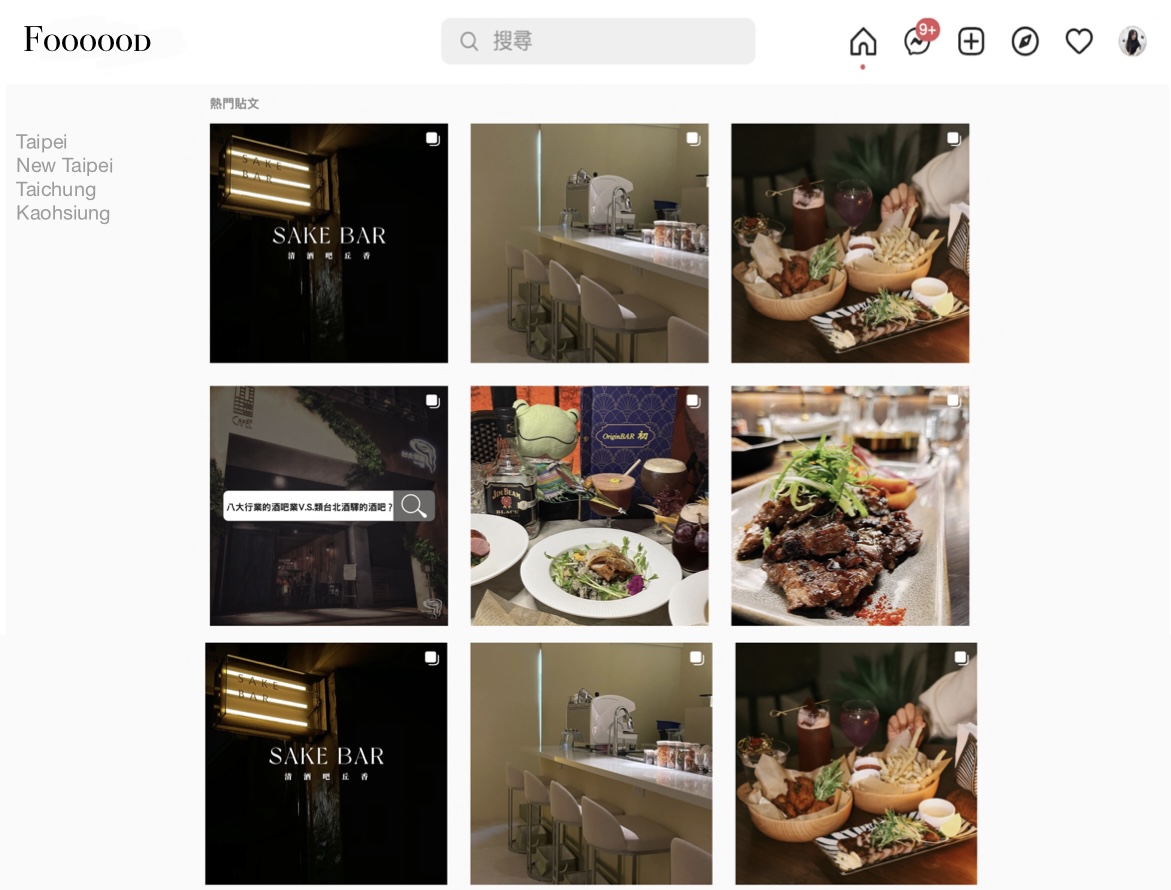 Foooood
搜尋
9+
熱門貼文
Taipei
New Taipei
Taichung
Kaohsiung
SAKE
BAR
SAKE BAR
清酒吧丘香
CHAPT
八大行業的酒吧業V.S.類台北酒驛的酒吧?
OriginBAR 初
JIM BEAM
BLACK
SAKE
BAR
SAKE BAR
清酒吧丘香